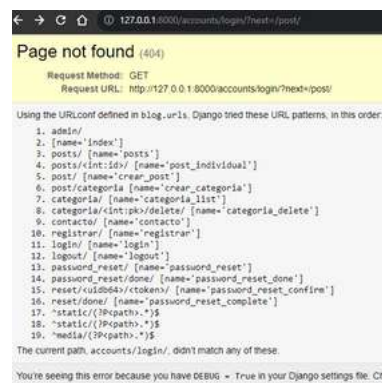 127.0.0.1:8000/accounts/login/?next=/post/
Page not found (404)
Request Method: GET
Request URL: http://127.0.0.1:8000/accounts/login/?next=/post/
Using the URLconf defined in blog.urls, Django tried these URL patterns, in this order:
1. admin/
2. [name='index']
3. posts/ [name='posts']
4. posts/<int:id>/ [name='post_individual']
5. post/ [name='crear_post']
6. post/categoria [name='crear_categoria']
7. categoria/ [name='categoria_list']
8. categoria/<int:pk>/delete/ [name='categoria_delete']
9. contacto/ [name='contacto']
10. registrar/ [name='registrar']
11. login/ [name='login']
12. logout/ [name='logout']
13. password_reset/ [name='password_reset']
14. password_reset/done/ [name='password_reset_done']
15. reset/<uidb64>/<token>/ [name='password_reset_confirm']
16. reset/done/ [name='password_reset_complete']
17. ^static/(?P<path>.*)$
18. ^static/(?P<path>.*)$
19. ^media/(?P<path>.*)$
The current path, accounts/login/, didn't match any of these.
You're seeing this error because you have DEBUG = True in your Django settings file. Ch